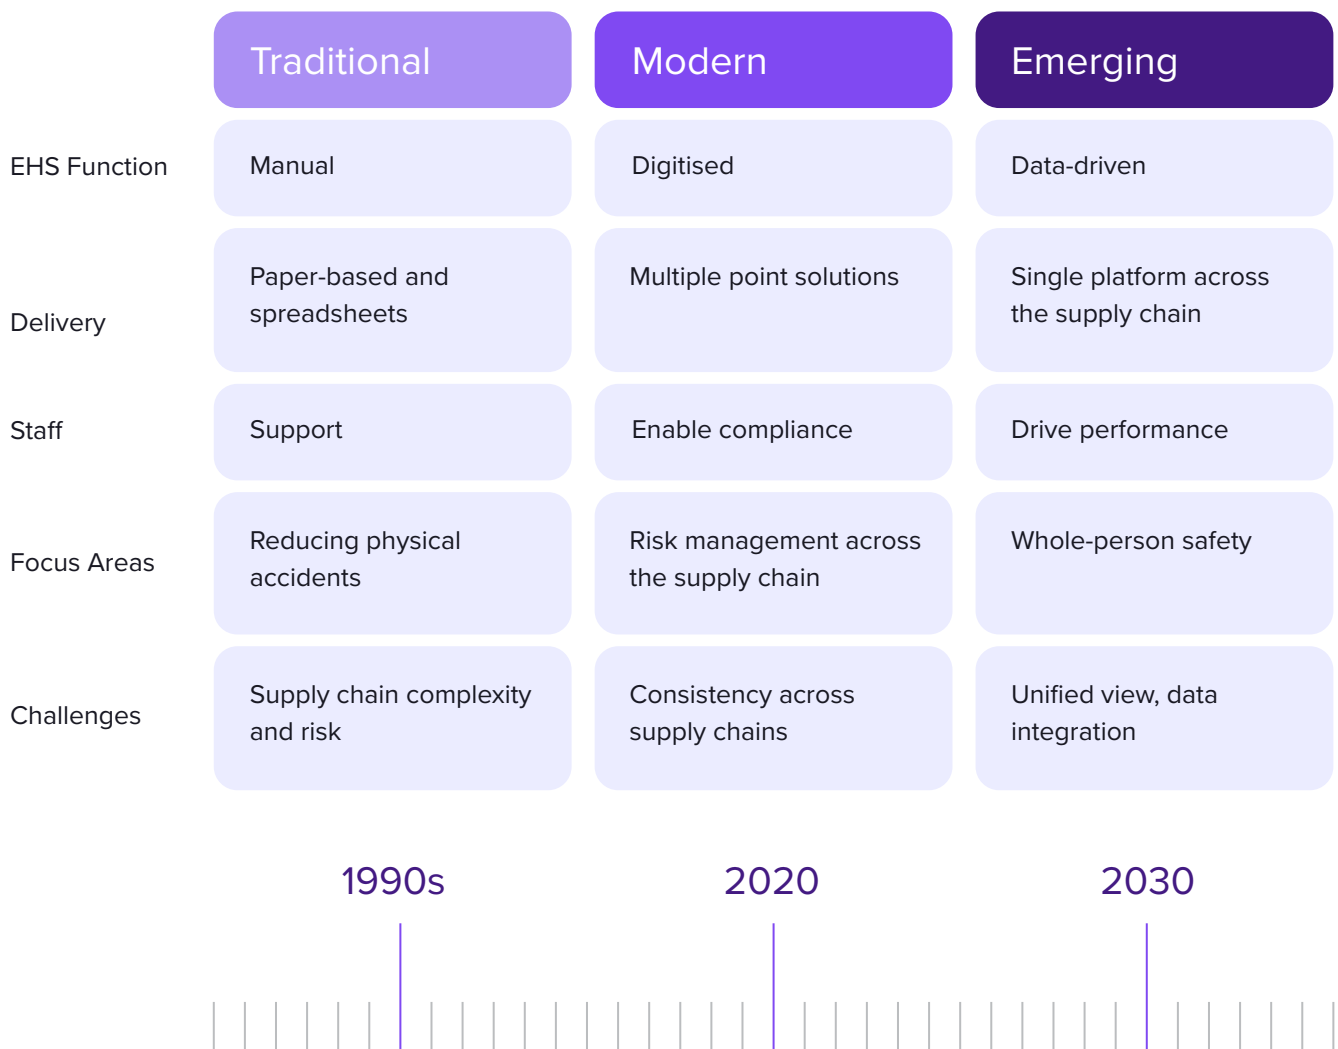 Traditional
Modern
Emerging
EHS Function
Manual
Digitised
Data-driven
Delivery
Paper-based and
spreadsheets
Multiple point solutions
Single platform across
the supply chain
Staff
Support
Enable compliance
Drive performance
Focus Areas
Reducing physical
accidents
Risk management across
the supply chain
Whole-person safety
Challenges
Supply chain complexity
and risk
Consistency across
supply chains
Unified view, data
integration
1990s
2020
2030